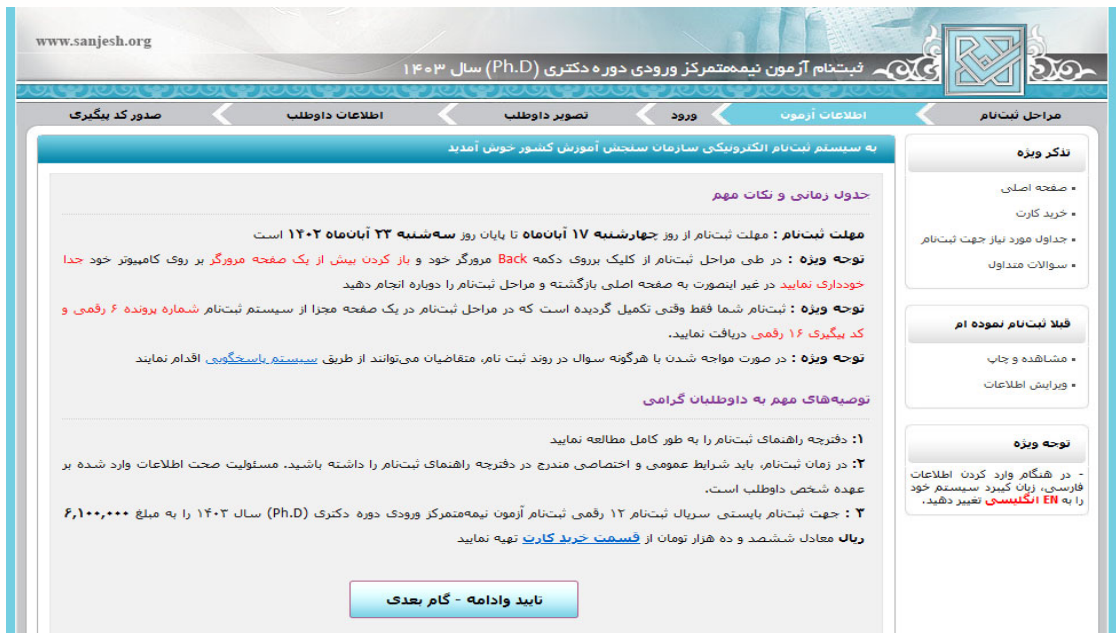 www.sanjesh.org
ثبت‌نام آزمون نیمه‌متمرکز ورودی دوره دکتری (Ph.D) سال ۱۴۰۳
مراحل ثبت‌نام
اطلاعات آزمون
ورود
تصویر داوطلب
اطلاعات داوطلب
صدور کد پیگیری
تذکر ویژه
• صفحه اصلی
• خرید کارت
• جداول مورد نیاز جهت ثبت‌نام
• سوالات متداول
قبلا ثبت‌نام نموده ام
• مشاهده و چاپ
• ویرایش اطلاعات
توجه ویژه
- در هنگام وارد کردن اطلاعات
فارسی، زبان کیبرد سیستم خود
را به EN انگلیسی تغییر دهید.
به سیستم ثبت‌نام الکترونیکی سازمان سنجش آموزش کشور خوش آمدید
جدول زمانی و نکات مهم
مهلت ثبت‌نام : مهلت ثبت‌نام از روز چهارشنبه ۱۷ آبان‌ماه تا پایان روز سه‌شنبه ۲۳ آبان‌ماه ۱۴۰۲ است
توجه ویژه : در طی مراحل ثبت‌نام از کلیک برروی دکمه Back مرورگر خود و باز کردن بیش از یک صفحه مرورگر بر روی کامپیوتر خود جدا
خودداری نمایید در غیر اینصورت به صفحه اصلی بازگشته و مراحل ثبت‌نام را دوباره انجام دهید
توجه ویژه : ثبت‌نام شما فقط وقتی تکمیل گردیده است که در مراحل ثبت‌نام در یک صفحه مجزا از سیستم ثبت‌نام شماره پرونده ۶ رقمی و
کد پیگیری ۱۶ رقمی دریافت نمایید.
توجه ویژه : در صورت مواجه شدن با هرگونه سوال در روند ثبت نام، متقاضیان می‌توانند از طریق سیستم پاسخگویی اقدام نمایند
توصیه‌های مهم به داوطلبان گرامی
۱: دفترچه راهنمای ثبت‌نام را به طور کامل مطالعه نمایید
۲: در زمان ثبت‌نام، باید شرایط عمومی و اختصاصی مندرج در دفترچه راهنمای ثبت‌نام را داشته باشید. مسئولیت صحت اطلاعات وارد شده بر
عهده شخص داوطلب است.
۳ : جهت ثبت‌نام بایستی سریال ثبت‌نام ۱۲ رقمی ثبت‌نام آزمون نیمه‌متمرکز ورودی دوره دکتری (Ph.D) سال ۱۴۰۳ را به مبلغ ۶,۱۰۰,۰۰۰
ریال معادل ششصد و ده هزار تومان از قسمت خرید کارت تهیه نمایید
تایید وادامه - گام بعدی